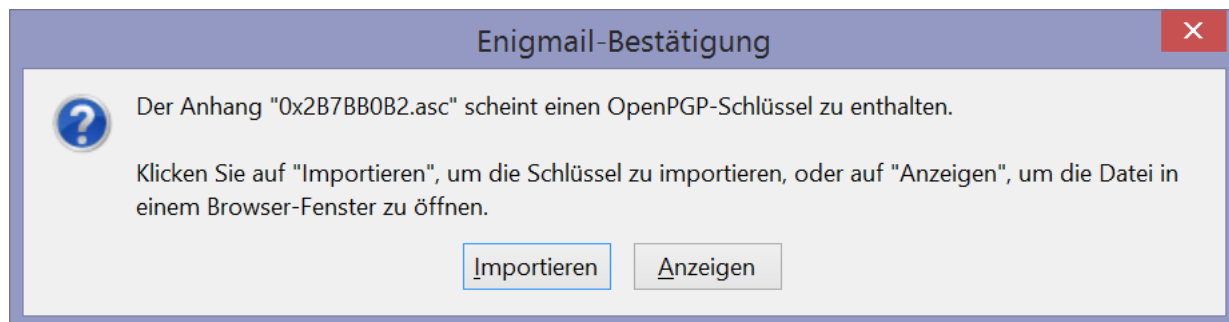 Enigmail-Bestätigung
Der Anhang "0x2B7BB0B2.asc" scheint einen OpenPGP-Schlüssel zu enthalten.
Klicken Sie auf "Importieren", um die Schlüssel zu importieren, oder auf "Anzeigen", um die Datei in
einem Browser-Fenster zu öffnen.
Importieren Anzeigen